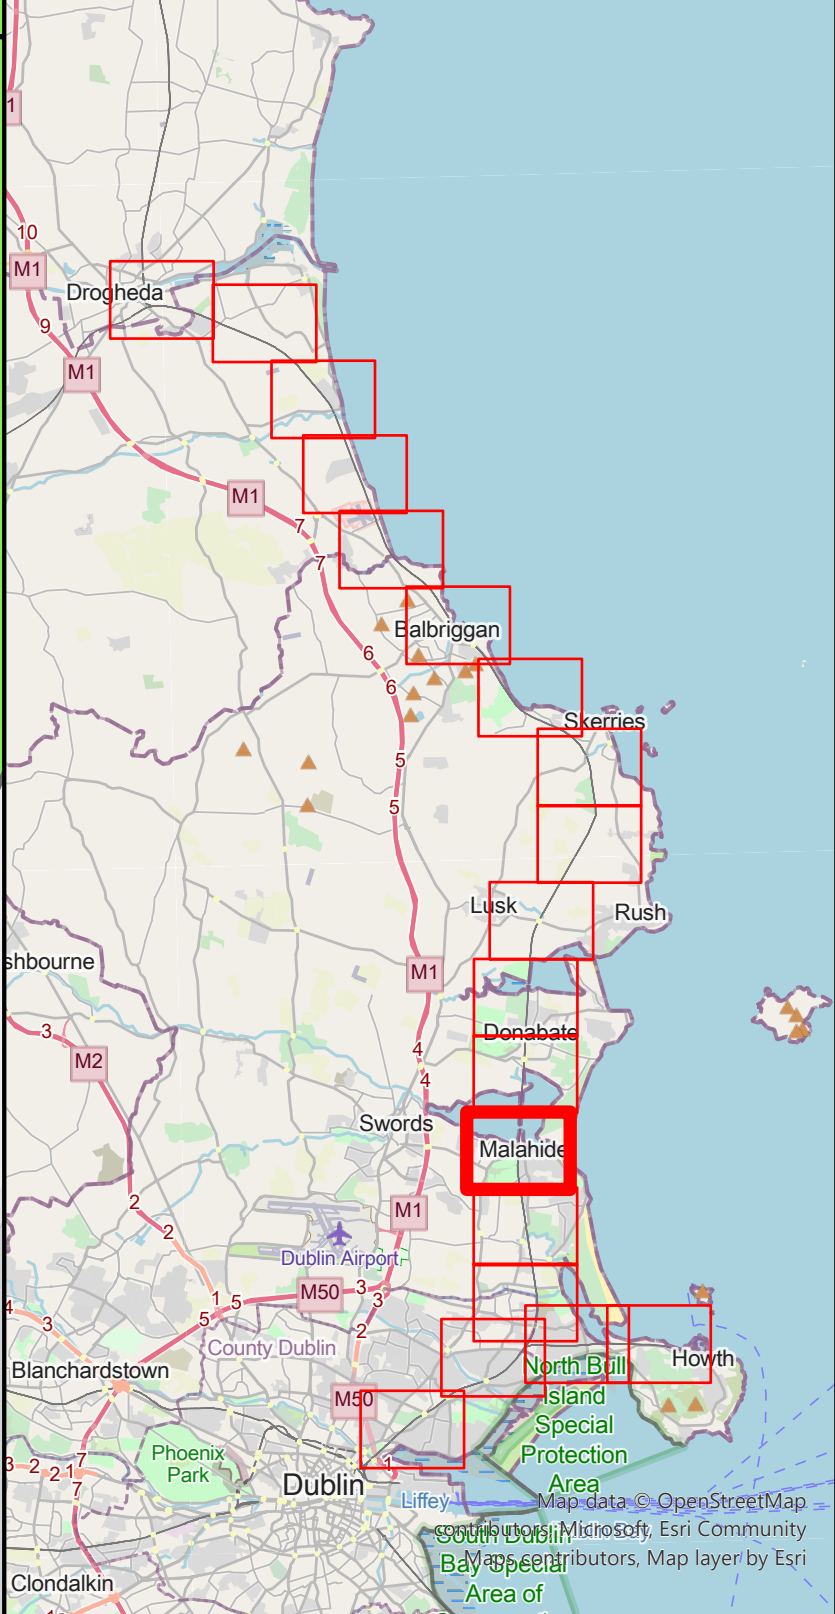 1
10
M1
Drogheda
9
M1
M1
7
7
Balbriggan
6
6
Skerries
5
5
Lusk
Rush
shbourne
M1
3
Donabate
M2
4
4
Swords
Malahide
2
M1
2
Dublin Airport
M50
3
3
1
5
5
4
3
2
County Dublin
Blanchardstown
Howth
North Bull
Island
Special
Protection
Area
M50
Phoenix
Park
3
2
2
1
7
7
1
Dublin
Liffey
Map data © OpenStreetMap
contributors, Microsoft, Esri Community
Maps contributors, Map layer by Esri
South Dublin
Bay Special
Area of
Clondalkin
1